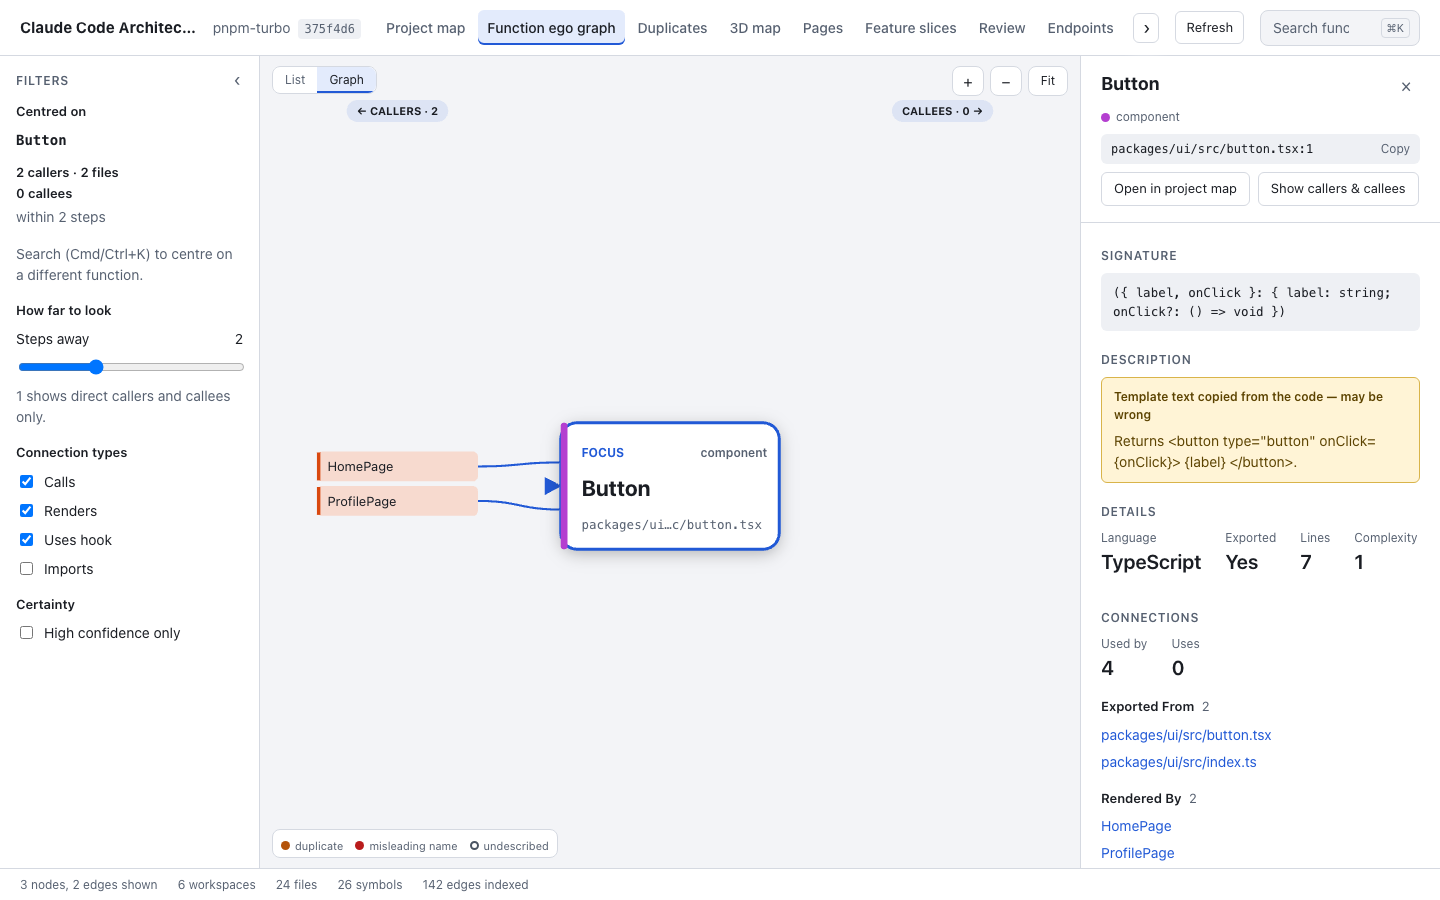 Claude Code Architec...
pnpm-turbo 375f4d6
Project map
Function ego graph
Duplicates
3D map
Pages
Feature slices
Review
Endpoints
›
Refresh
Search func ⌘K
FILTERS ‹
Centred on
Button
2 callers · 2 files
0 callees
within 2 steps
Search (Cmd/Ctrl+K) to centre on
a different function.
How far to look
Steps away 2
1 shows direct callers and callees
only.
Connection types
Calls
Renders
Uses hook
Imports
Certainty
High confidence only
List Graph
+ − Fit
← CALLERS · 2
CALLEES · 0 →
HomePage
ProfilePage
FOCUS component
Button
packages/ui…c/button.tsx
duplicate misleading name undescribed
Button ×
component
packages/ui/src/button.tsx:1 Copy
Open in project map Show callers & callees
SIGNATURE
({ label, onClick }: { label: string;
onClick?: () => void })
DESCRIPTION
Template text copied from the code — may be
wrong
Returns <button type="button" onClick=
{onClick}> {label} </button>.
DETAILS
Language Exported Lines Complexity
TypeScript Yes 7 1
CONNECTIONS
Used by Uses
4 0
Exported From 2
packages/ui/src/button.tsx
packages/ui/src/index.ts
Rendered By 2
HomePage
ProfilePage
3 nodes, 2 edges shown 6 workspaces 24 files 26 symbols 142 edges indexed